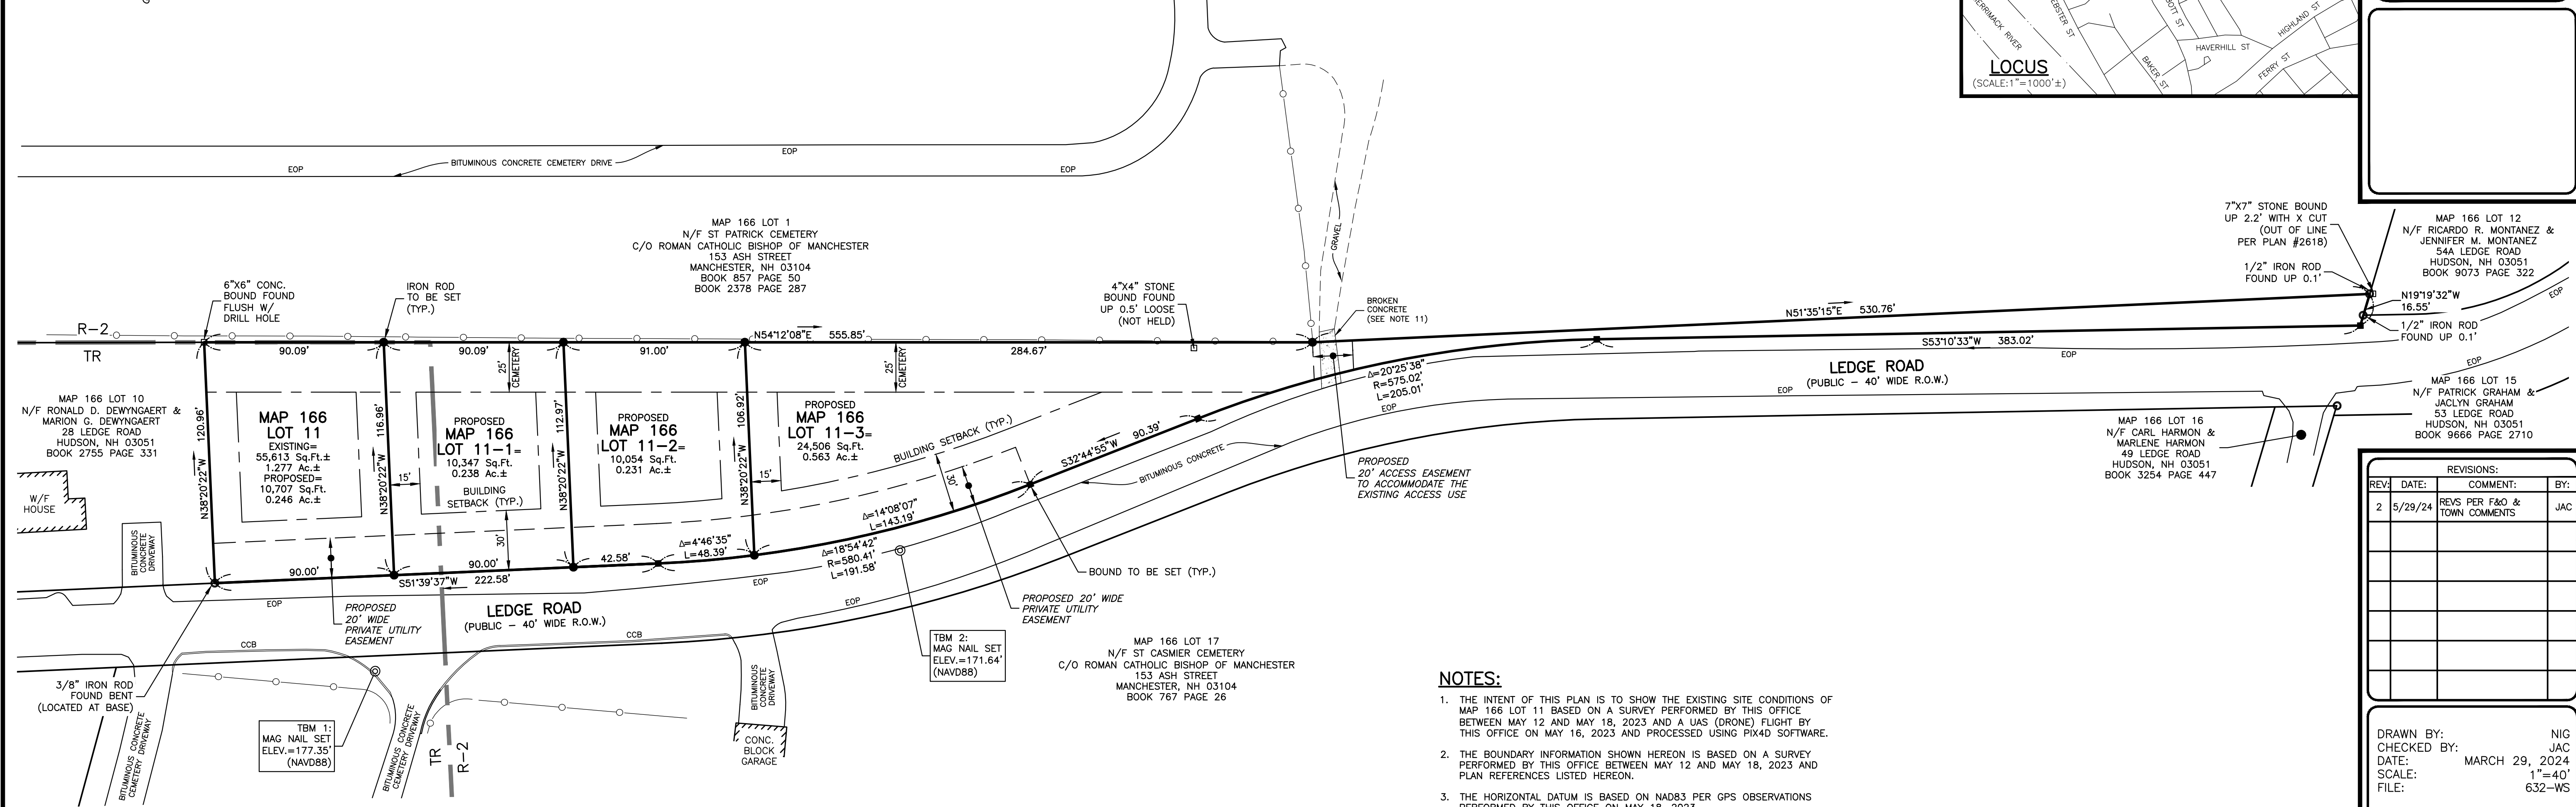 MERRIMACK RIVER
HIGHLAND ST
HAVERHILL ST
FERRY ST
BAKER ST
LOCUS
(SCALE:1"=1000'±)
EOP
BITUMINOUS CONCRETE CEMETERY DRIVE
EOP
EOP
EOP
GRAVEL
MAP 166 LOT 1
N/F ST PATRICK CEMETERY
C/O ROMAN CATHOLIC BISHOP OF MANCHESTER
153 ASH STREET
MANCHESTER, NH 03104
BOOK 857 PAGE 50
BOOK 2378 PAGE 287
7"X7" STONE BOUND
UP 2.2' WITH X CUT
(OUT OF LINE
PER PLAN #2618)
MAP 166 LOT 12
N/F RICARDO R. MONTANEZ &
JENNIFER M. MONTANEZ
54A LEDGE ROAD
HUDSON, NH 03051
BOOK 9073 PAGE 322
1/2" IRON ROD
FOUND UP 0.1'
6"X6" CONC.
BOUND FOUND
FLUSH W/
DRILL HOLE
IRON ROD
TO BE SET
(TYP.)
4"X4" STONE
BOUND FOUND
UP 0.5' LOOSE
(NOT HELD)
BROKEN
CONCRETE
(SEE NOTE 11)
N19°19'32"W
16.55'
EOP
1/2" IRON ROD
FOUND UP 0.1'
R-2
TR
N54°12'08"E 555.85'
N51°35'15"E 530.76'
90.09'
90.09'
91.00'
284.67'
25'
CEMETERY
25'
CEMETERY
S53°10'33"W 383.02'
EOP
EOP
LEDGE ROAD
(PUBLIC - 40' WIDE R.O.W.)
EOP
EOP
Δ=20°25'38"
R=575.02'
L=205.01'
MAP 166 LOT 10
N/F RONALD D. DEWYNGAERT &
MARION G. DEWYNGAERT
28 LEDGE ROAD
HUDSON, NH 03051
BOOK 2755 PAGE 331
N38°20'22"W 120.96'
MAP 166
LOT 11
EXISTING=
55,613 Sq.Ft.±
1.277 Ac.±
PROPOSED=
10,707 Sq.Ft.
0.246 Ac.±
N38°20'22"W 116.96'
15'
PROPOSED
MAP 166
LOT 11-1=
10,347 Sq.Ft.
0.238 Ac.±
BUILDING
SETBACK (TYP.)
N38°20'22"W 112.97'
PROPOSED
MAP 166
LOT 11-2=
10,054 Sq.Ft.
0.231 Ac.±
N38°20'22"W 106.92'
15'
PROPOSED
MAP 166
LOT 11-3=
24,506 Sq.Ft.
0.563 Ac.±
BUILDING SETBACK (TYP.)
30'
S32°44'55"W 90.39'
BITUMINOUS CONCRETE
PROPOSED
20' ACCESS EASEMENT
TO ACCOMMODATE THE
EXISTING ACCESS USE
MAP 166 LOT 15
N/F PATRICK GRAHAM &
JACLYN GRAHAM
53 LEDGE ROAD
HUDSON, NH 03051
BOOK 9666 PAGE 2710
MAP 166 LOT 16
N/F CARL HARMON &
MARLENE HARMON
49 LEDGE ROAD
HUDSON, NH 03051
BOOK 3254 PAGE 447
W/F
HOUSE
BITUMINOUS
CONCRETE
DRIVEWAY
30'
Δ=14°08'07"
L=143.19'
Δ=4°46'35"
L=48.39'
Δ=18°54'42"
R=580.41'
L=191.58'
90.00'
90.00'
42.58'
S51°39'37"W 222.58'
EOP
EOP
EOP
BOUND TO BE SET (TYP.)
PROPOSED 20' WIDE
PRIVATE UTILITY
EASEMENT
PROPOSED
20' WIDE
PRIVATE UTILITY
EASEMENT
LEDGE ROAD
(PUBLIC - 40' WIDE R.O.W.)
CCB
CCB
TBM 2:
MAG NAIL SET
ELEV.=171.64'
(NAVD88)
MAP 166 LOT 17
N/F ST CASMIER CEMETERY
C/O ROMAN CATHOLIC BISHOP OF MANCHESTER
153 ASH STREET
MANCHESTER, NH 03104
BOOK 767 PAGE 26
3/8" IRON ROD
FOUND BENT
(LOCATED AT BASE)
BITUMINOUS CONCRETE
CEMETERY DRIVEWAY
TBM 1:
MAG NAIL SET
ELEV.=177.35'
(NAVD88)
BITUMINOUS CONCRETE
CEMETERY DRIVEWAY
TR
R-2
BITUMINOUS
CONCRETE
DRIVEWAY
CONC.
BLOCK
GARAGE
NOTES:
1. THE INTENT OF THIS PLAN IS TO SHOW THE EXISTING SITE CONDITIONS OF
MAP 166 LOT 11 BASED ON A SURVEY PERFORMED BY THIS OFFICE
BETWEEN MAY 12 AND MAY 18, 2023 AND A UAS (DRONE) FLIGHT BY
THIS OFFICE ON MAY 16, 2023 AND PROCESSED USING PIX4D SOFTWARE.
2. THE BOUNDARY INFORMATION SHOWN HEREON IS BASED ON A SURVEY
PERFORMED BY THIS OFFICE BETWEEN MAY 12 AND MAY 18, 2023 AND
PLAN REFERENCES LISTED HEREON.
3. THE HORIZONTAL DATUM IS BASED ON NAD83 PER GPS OBSERVATIONS
PERFORMED BY THIS OFFICE ON MAY 18, 2023
REVISIONS:
REV: DATE: COMMENT: BY:
2 5/29/24 REVS PER F&O & TOWN COMMENTS JAC
DRAWN BY: NIG
CHECKED BY: JAC
DATE: MARCH 29, 2024
SCALE: 1"=40'
FILE: 632-WS